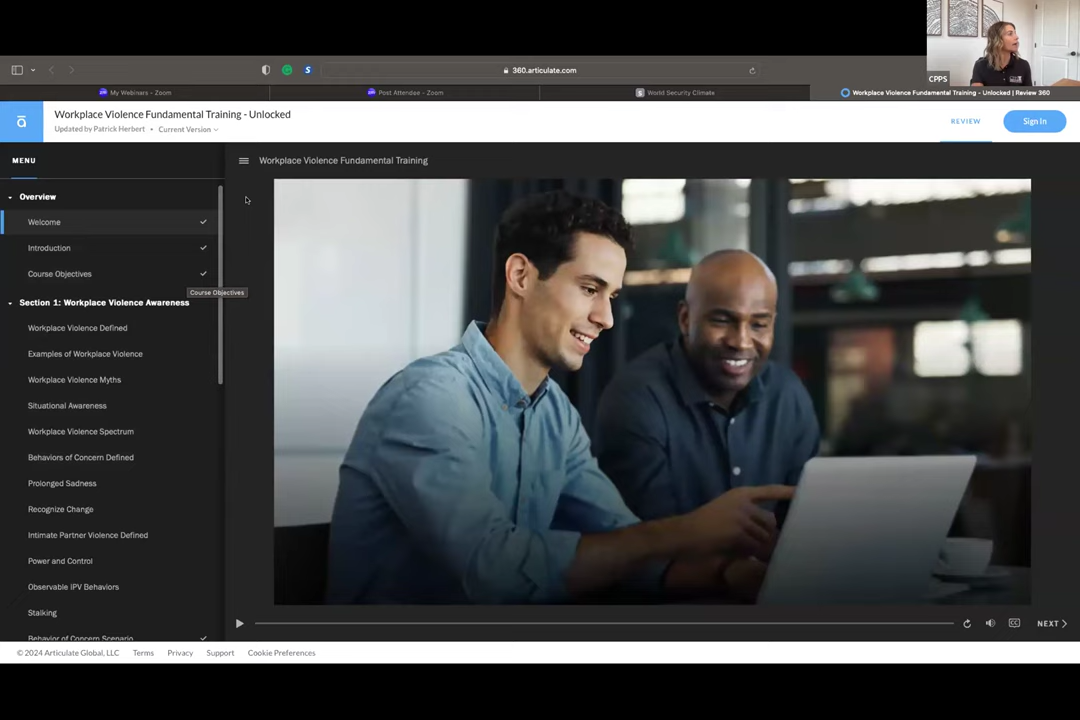 CPPS
360.articulate.com
My Webinars - Zoom
Post Attendee - Zoom
World Security Climate
Workplace Violence Fundamental Training - Unlocked | Review 360
Workplace Violence Fundamental Training - Unlocked
Updated by Patrick Herbert • Current Version
REVIEW
Sign In
MENU
Workplace Violence Fundamental Training
Overview
Welcome
Introduction
Course Objectives
Course Objectives
Section 1: Workplace Violence Awareness
Workplace Violence Defined
Examples of Workplace Violence
Workplace Violence Myths
Situational Awareness
Workplace Violence Spectrum
Behaviors of Concern Defined
Prolonged Sadness
Recognize Change
Intimate Partner Violence Defined
Power and Control
Observable IPV Behaviors
Stalking
Behavior of Concern Scenario
CC
NEXT
© 2024 Articulate Global, LLC Terms Privacy Support Cookie Preferences